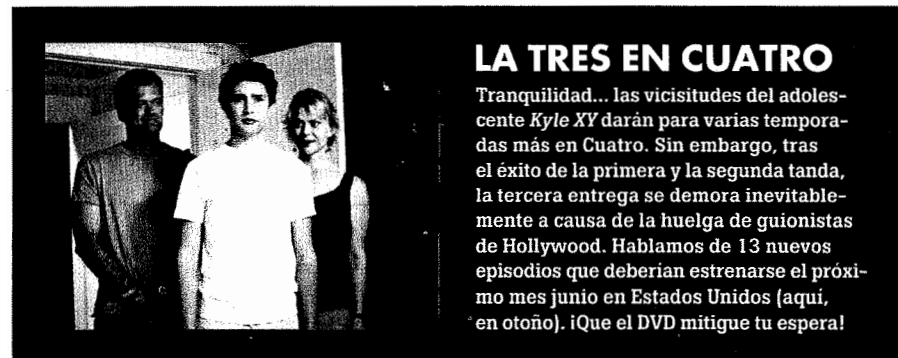 LA TRES EN CUATRO
Tranquilidad... las vicisitudes del adoles-
cente Kyle XY darán para varias tempora-
das más en Cuatro. Sin embargo, tras
el éxito de la primera y la segunda tanda,
la tercera entrega se demora inevitable-
mente a causa de la huelga de guionistas
de Hollywood. Hablamos de 13 nuevos
episodios que deberían estrenarse el próxi-
mo mes junio en Estados Unidos (aquí,
en otoño). ¡Que el DVD mitigue tu espera!